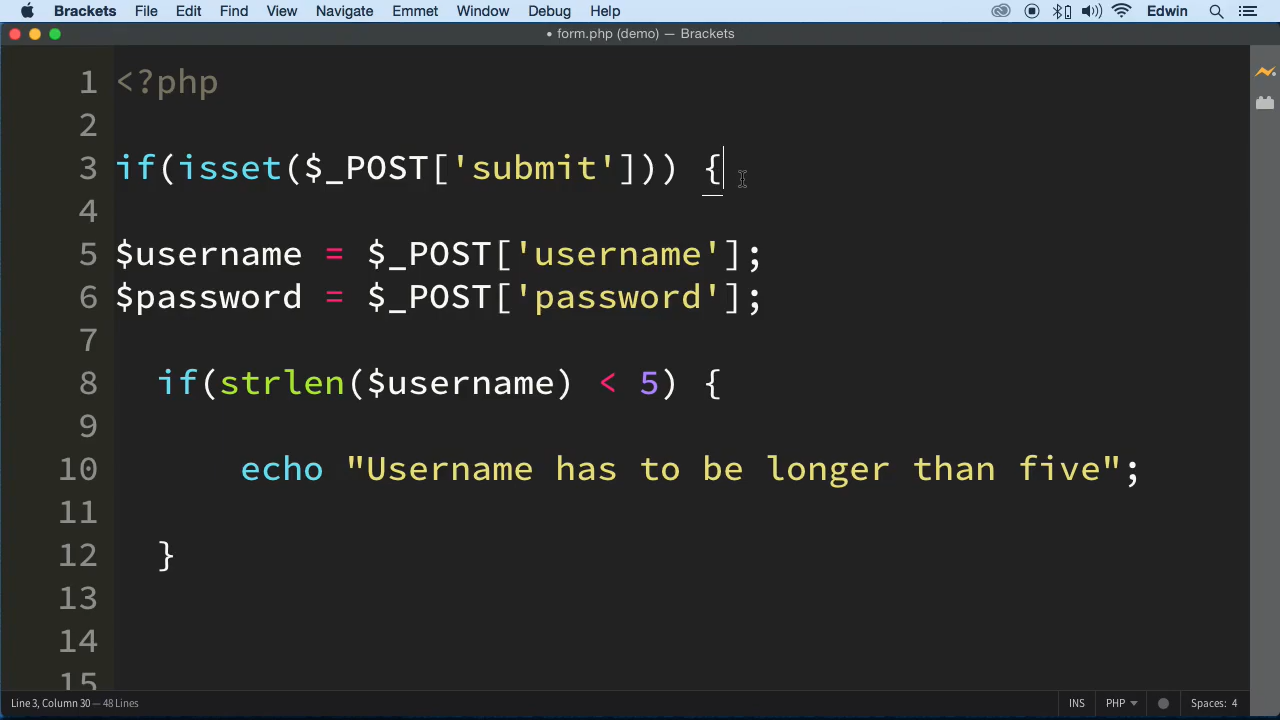 Brackets File Edit Find View Navigate Emmet Window Debug Help Edwin
• form.php (demo) — Brackets
1 <?php
2
3 if(isset($_POST['submit'])) {
4
5 $username = $_POST['username'];
6 $password = $_POST['password'];
7
8 if(strlen($username) < 5) {
9
10 echo "Username has to be longer than five";
11
12 }
13
14
15
Line 3, Column 30 — 48 Lines INS PHP Spaces: 4